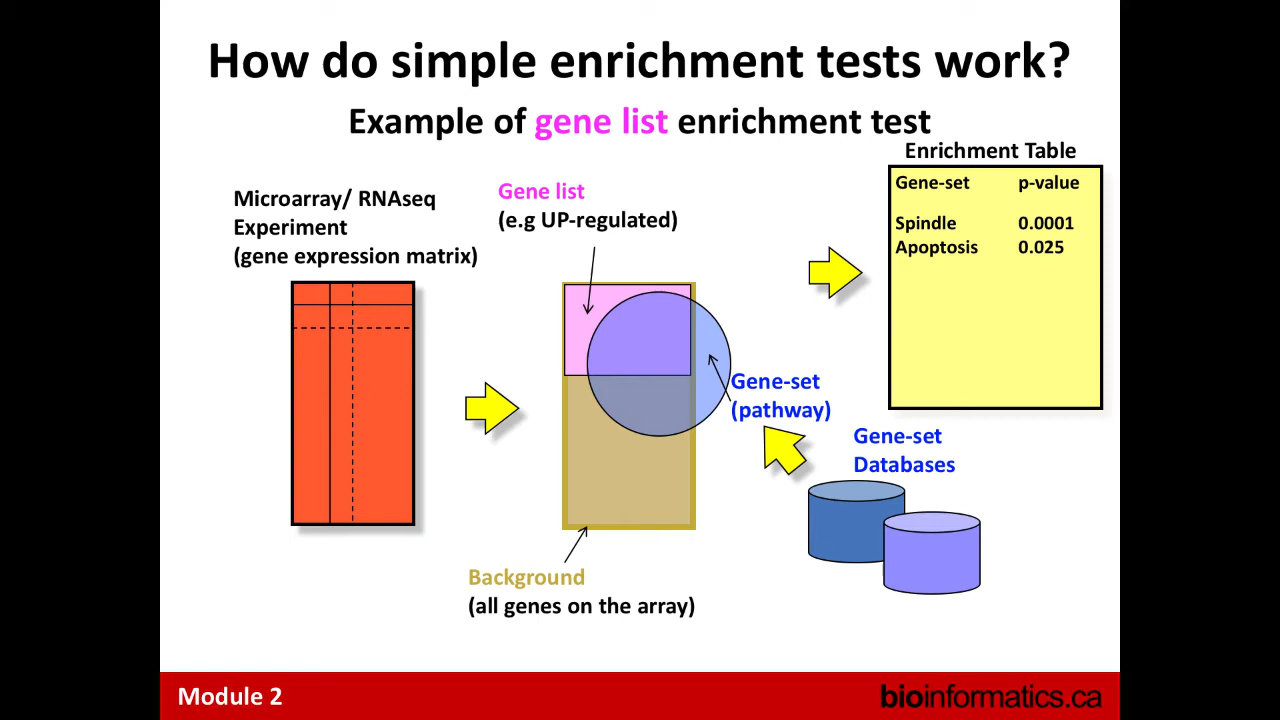 How do simple enrichment tests work?
Example of gene list enrichment test
Microarray/ RNAseq
Experiment
(gene expression matrix)
Gene list
(e.g UP-regulated)
Enrichment Table
Gene-set p-value
Spindle 0.0001
Apoptosis 0.025
Gene-set
(pathway)
Gene-set
Databases
Background
(all genes on the array)
Module 2
bioinformatics.ca